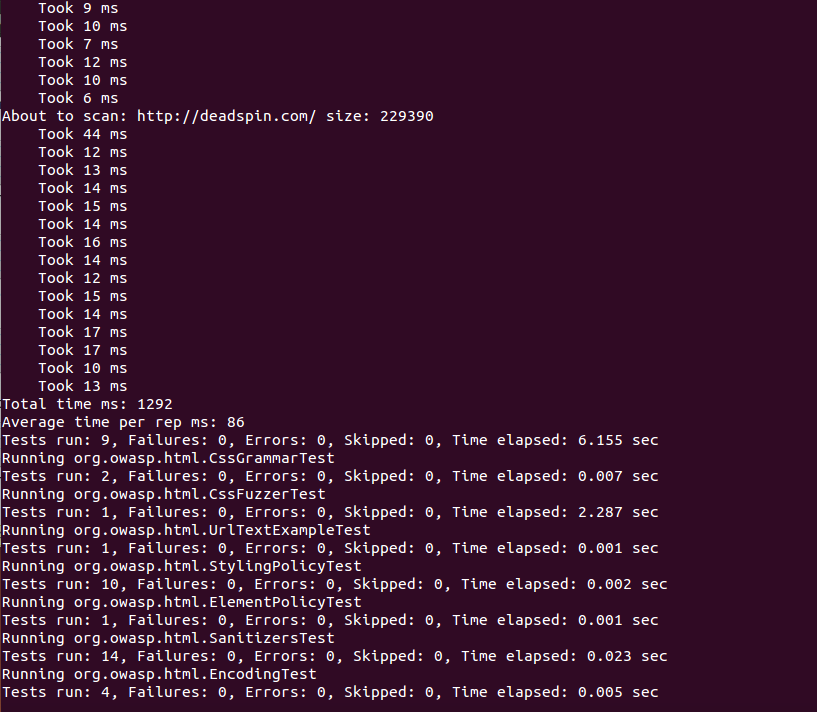 Took 9 ms
Took 10 ms
Took 7 ms
Took 12 ms
Took 10 ms
Took 6 ms
About to scan: http://deadspin.com/ size: 229390
Took 44 ms
Took 12 ms
Took 13 ms
Took 14 ms
Took 15 ms
Took 14 ms
Took 16 ms
Took 14 ms
Took 12 ms
Took 15 ms
Took 14 ms
Took 17 ms
Took 17 ms
Took 10 ms
Took 13 ms
Total time ms: 1292
Average time per rep ms: 86
Tests run: 9, Failures: 0, Errors: 0, Skipped: 0, Time elapsed: 6.155 sec
Running org.owasp.html.CssGrammarTest
Tests run: 2, Failures: 0, Errors: 0, Skipped: 0, Time elapsed: 0.007 sec
Running org.owasp.html.CssFuzzerTest
Tests run: 1, Failures: 0, Errors: 0, Skipped: 0, Time elapsed: 2.287 sec
Running org.owasp.html.UrlTextExampleTest
Tests run: 1, Failures: 0, Errors: 0, Skipped: 0, Time elapsed: 0.001 sec
Running org.owasp.html.StylingPolicyTest
Tests run: 10, Failures: 0, Errors: 0, Skipped: 0, Time elapsed: 0.002 sec
Running org.owasp.html.ElementPolicyTest
Tests run: 1, Failures: 0, Errors: 0, Skipped: 0, Time elapsed: 0.001 sec
Running org.owasp.html.SanitizersTest
Tests run: 14, Failures: 0, Errors: 0, Skipped: 0, Time elapsed: 0.023 sec
Running org.owasp.html.EncodingTest
Tests run: 4, Failures: 0, Errors: 0, Skipped: 0, Time elapsed: 0.005 sec